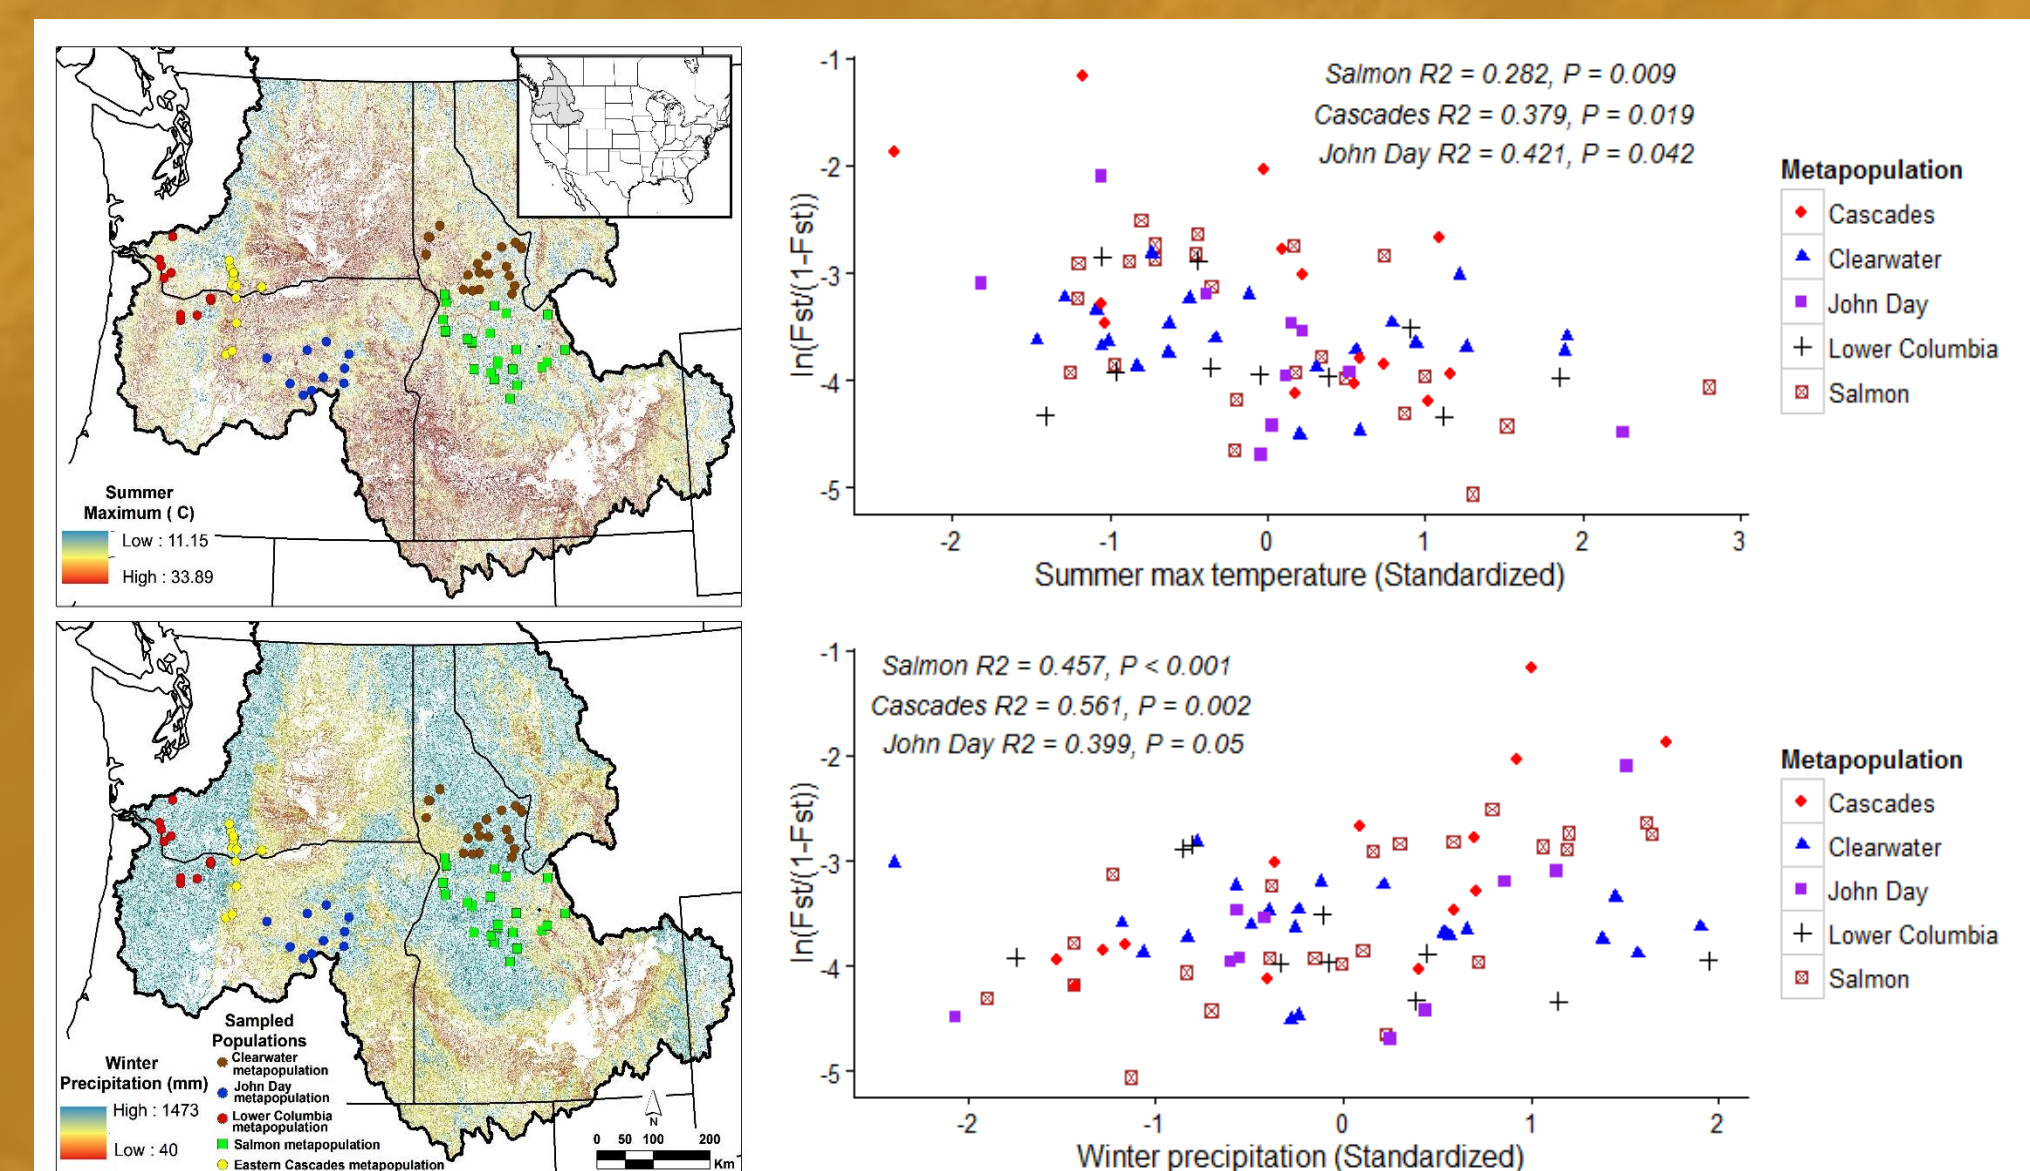 Summer
Maximum ( C)
Low : 11.15
High : 33.89
-1
-2
-3
-4
-5
ln(Fst/(1-Fst))
Salmon R2 = 0.282, P = 0.009
Cascades R2 = 0.379, P = 0.019
John Day R2 = 0.421, P = 0.042
-2
-1
0
1
2
3
Summer max temperature (Standardized)
Metapopulation
Cascades
Clearwater
John Day
Lower Columbia
Salmon
Winter
Precipitation (mm)
High : 1473
Low : 40
Sampled
Populations
Clearwater
metapopulation
John Day
metapopulation
Lower Columbia
metapopulation
Salmon metapopulation
Eastern Cascades metapopulation
N
0 50 100 200
Km
-1
-2
-3
-4
-5
ln(Fst/(1-Fst))
Salmon R2 = 0.457, P < 0.001
Cascades R2 = 0.561, P = 0.002
John Day R2 = 0.399, P = 0.05
-2
-1
0
1
2
Winter precipitation (Standardized)
Metapopulation
Cascades
Clearwater
John Day
Lower Columbia
Salmon